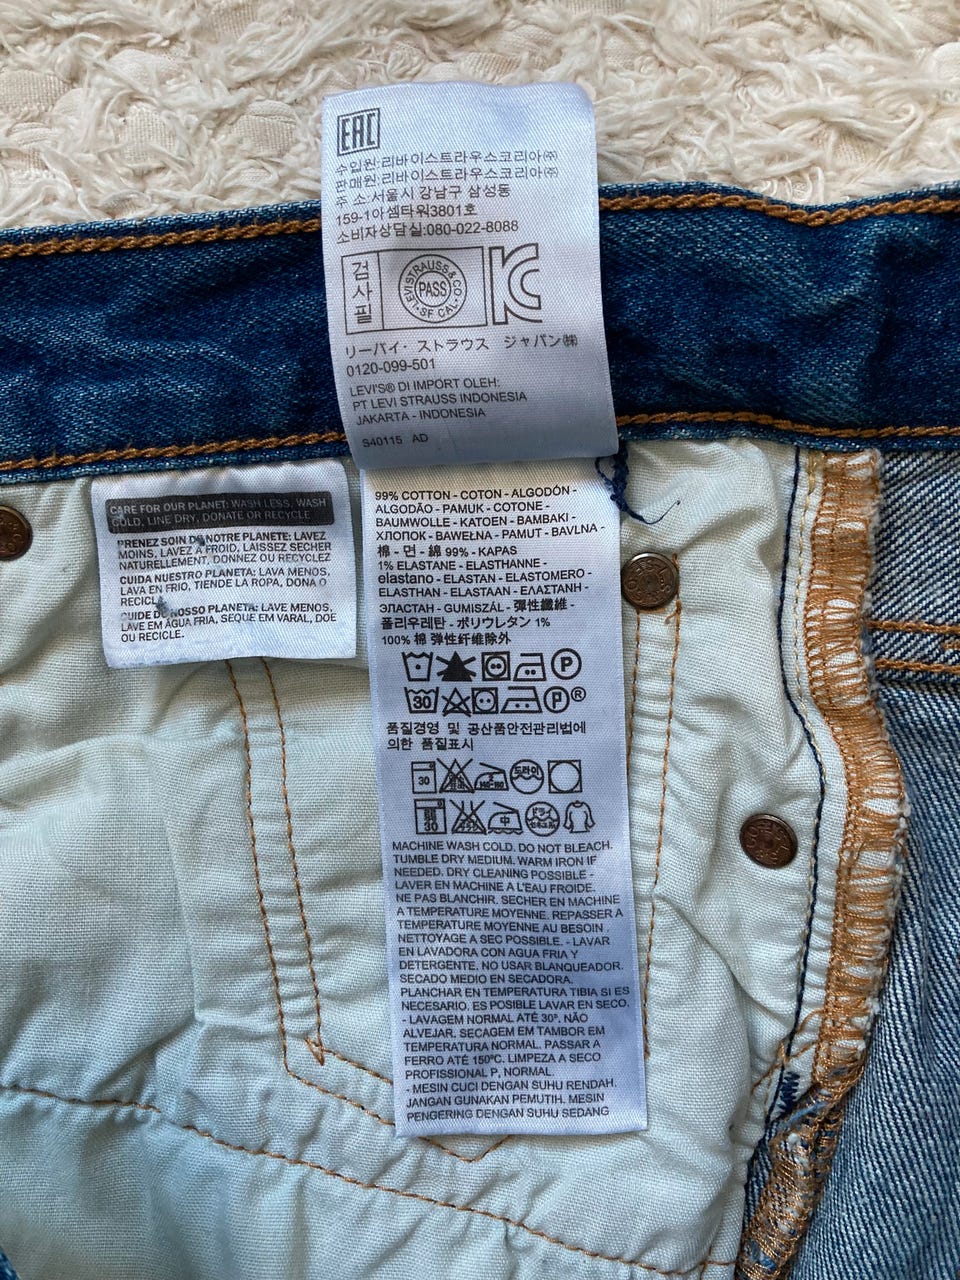 EAC
수입원:리바이스트라우스코리아㈜
판매원:리바이스트라우스코리아㈜
주 소:서울시 강남구 삼성동
159-1아셈타워3801호
소비자상담실:080-022-8088
검사필
LEVI STRAUSS & CO
PASS
SF CAL
KC
リーバイ・ストラウス ジャパン㈱
0120-099-501
LEVI'S® DI IMPORT OLEH:
PT LEVI STRAUSS INDONESIA
JAKARTA - INDONESIA
S40115 AD
CARE FOR OUR PLANET: WASH LESS, WASH
COLD, LINE DRY, DONATE OR RECYCLE
PRENEZ SOIN DE NOTRE PLANETE: LAVEZ
MOINS, LAVEZ À FROID, LAISSEZ SECHER
NATURELLEMENT, DONNEZ OU RECYCLEZ
CUIDA NUESTRO PLANETA: LAVA MENOS,
LAVA EN FRIO, TIENDE LA ROPA, DONA O
RECICLA
CUIDE DO NOSSO PLANETA: LAVE MENOS,
LAVE EM ÁGUA FRIA, SEQUE EM VARAL, DOE
OU RECICLE.
99% COTTON - COTON - ALGODÓN -
ALGODÃO - PAMUK - COTONE -
BAUMWOLLE - KATOEN - BAMBAKI -
ХЛОПОК - BAWEŁNA - PAMUT - BAVLNA -
棉 - 면 - 綿 99% - KAPAS
1% ELASTANE - ELASTHANNE -
elastano - ELASTAN - ELASTOMERO -
ELASTHAN - ELASTAAN - ΕΛΑΣΤΑΝΗ -
ЭЛАСТАН - GUMISZÁL - 彈性纖維 -
폴리우레탄 - ポリウレタン 1%
100% 棉 弹性纤维除外
P
30 P ®
품질경영 및 공산품안전관리법에
의한 품질표시
30 2 140~160 드라이
30 中 ドライ
MACHINE WASH COLD. DO NOT BLEACH.
TUMBLE DRY MEDIUM. WARM IRON IF
NEEDED. DRY CLEANING POSSIBLE -
LAVER EN MACHINE A L'EAU FROIDE.
NE PAS BLANCHIR. SECHER EN MACHINE
A TEMPERATURE MOYENNE. REPASSER A
TEMPERATURE MOYENNE AU BESOIN .
NETTOYAGE A SEC POSSIBLE. - LAVAR
EN LAVADORA CON AGUA FRIA Y
DETERGENTE. NO USAR BLANQUEADOR.
SECADO MEDIO EN SECADORA.
PLANCHAR EN TEMPERATURA TIBIA SI ES
NECESARIO. ES POSIBLE LAVAR EN SECO.
- LAVAGEM NORMAL ATÉ 30º. NÃO
ALVEJAR. SECAGEM EM TAMBOR EM
TEMPERATURA NORMAL. PASSAR A
FERRO ATÉ 150ºC. LIMPEZA A SECO
PROFISSIONAL P, NORMAL.
- MESIN CUCI DENGAN SUHU RENDAH.
JANGAN GUNAKAN PEMUTIH. MESIN
PENGERING DENGAN SUHU SEDANG